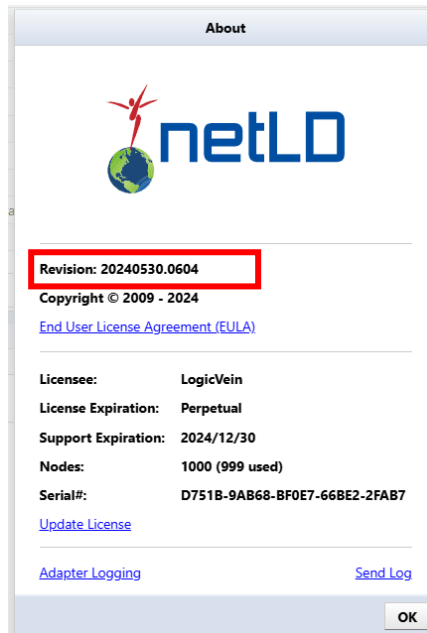 About
netLD
a
Revision: 20240530.0604
Copyright © 2009 - 2024
End User License Agreement (EULA)
Licensee: LogicVein
License Expiration: Perpetual
Support Expiration: 2024/12/30
Nodes: 1000 (999 used)
Serial#: D751B-9AB68-BF0E7-66BE2-2FAB7
Update License
Adapter Logging Send Log
OK